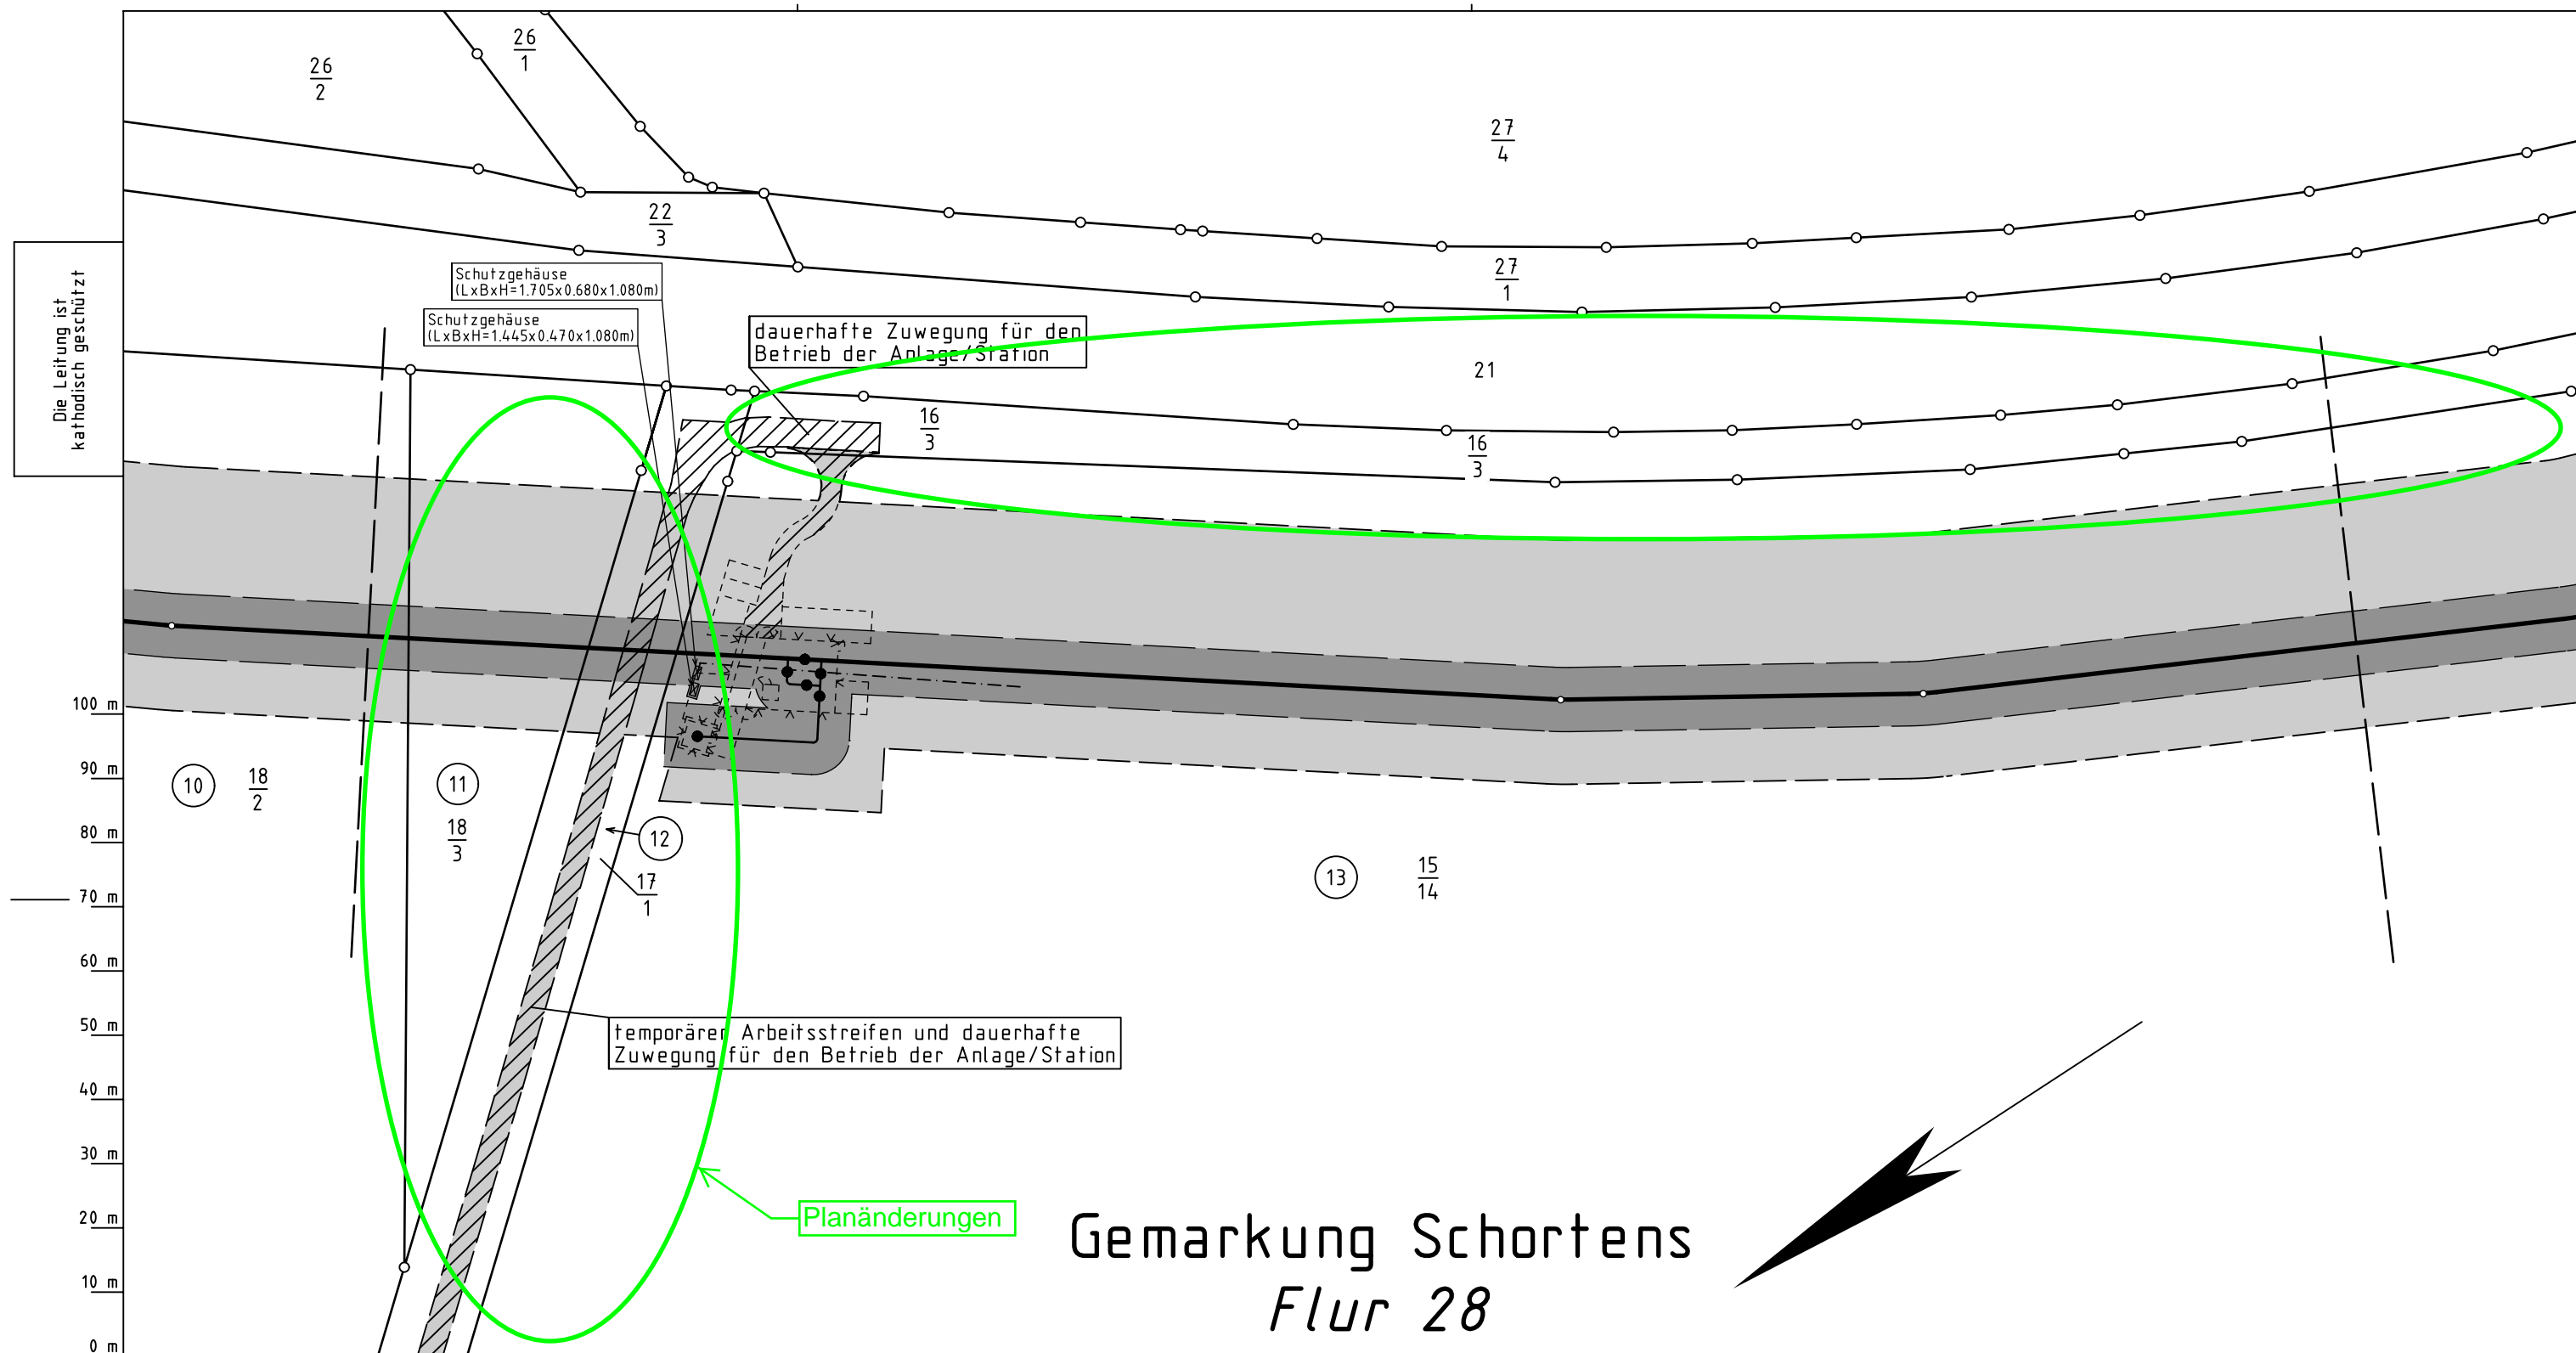 26
1
26
2
27
4
22
3
27
1
Schutzgehäuse
(LxBxH=1.705x0.680x1.080m)
Schutzgehäuse
(LxBxH=1.445x0.470x1.080m)
dauerhafte Zuwegung für den
Betrieb der Anlage/Station
Die Leitung ist
kathodisch geschützt
21
16
3
16
3
100 m
90 m
80 m
70 m
60 m
50 m
40 m
30 m
20 m
10 m
0 m
10
18
2
11
18
3
12
17
1
13
15
14
temporärer Arbeitsstreifen und dauerhafte
Zuwegung für den Betrieb der Anlage/Station
Planänderungen
Gemarkung Schortens
Flur 28